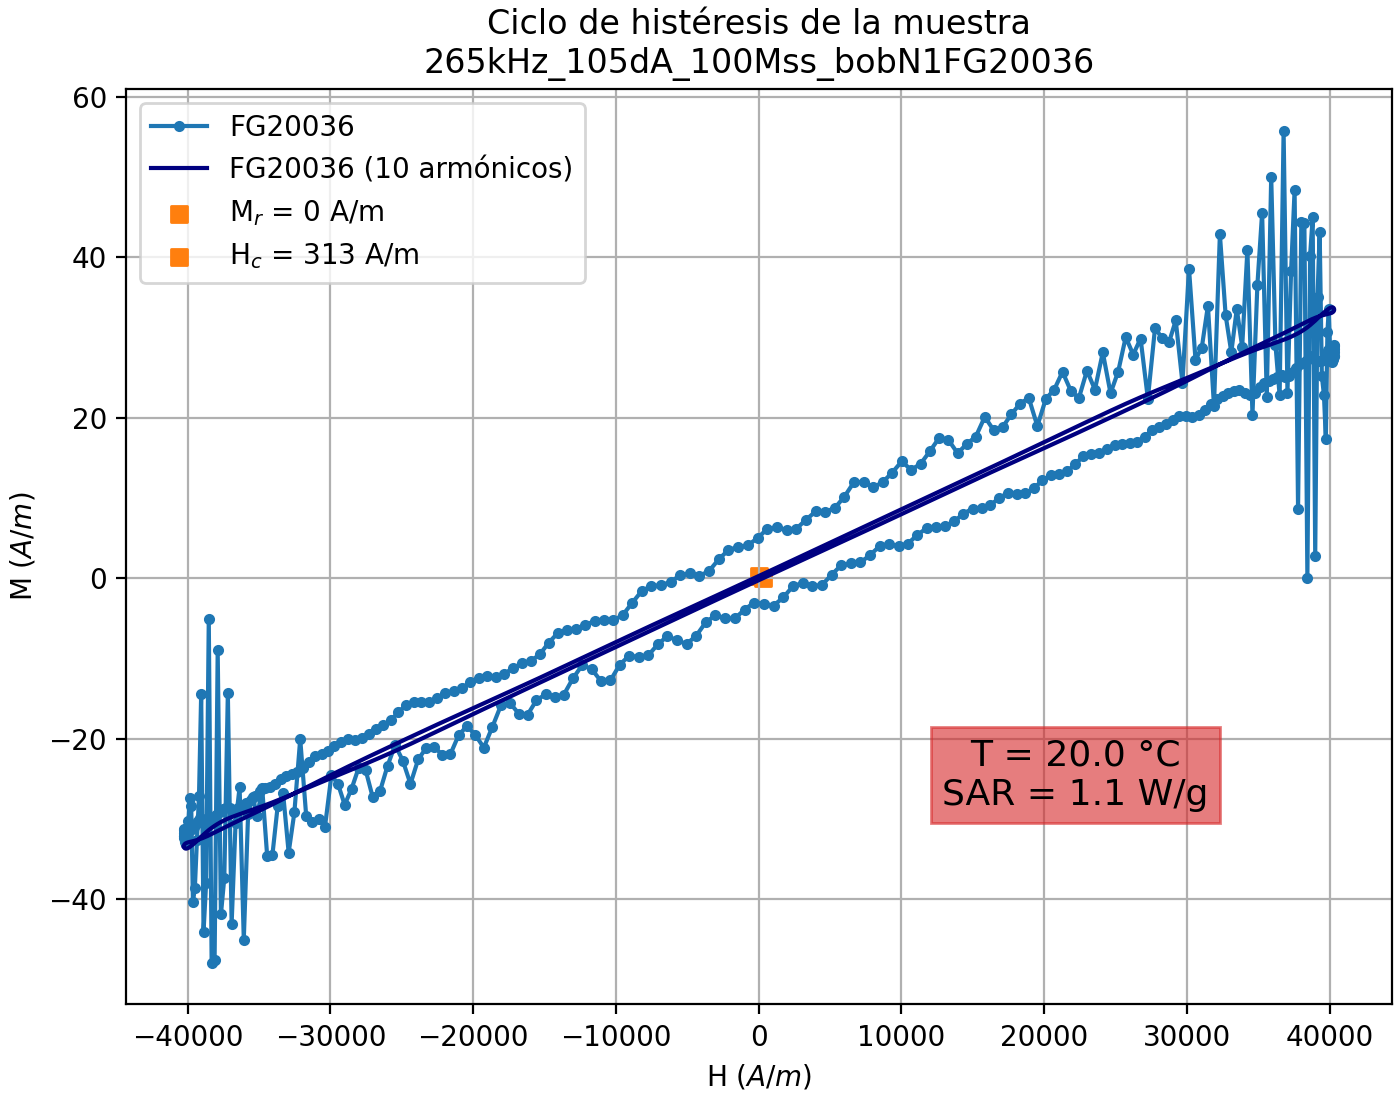 Ciclo de histéresis de la muestra
265kHz_105dA_100Mss_bobN1FG20036
FG20036
FG20036 (10 armónicos)
Mᵣ = 0 A/m
H_c = 313 A/m
60
40
20
0
−20
−40
M (A/m)
T = 20.0 °C
SAR = 1.1 W/g
−40000 −30000 −20000 −10000 0 10000 20000 30000 40000
H (A/m)